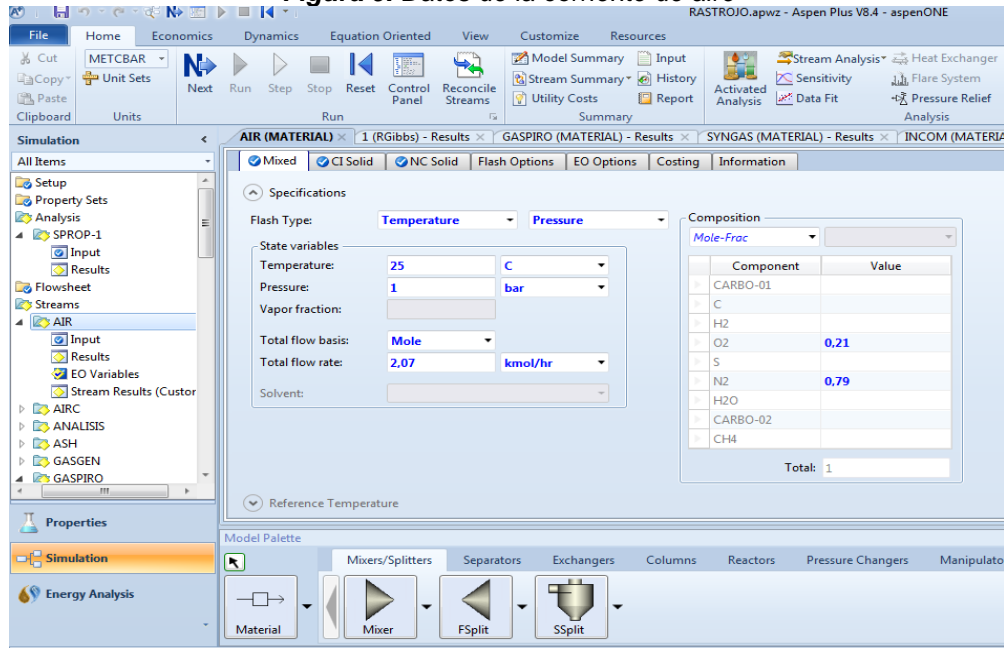 Figura 3. Datos de la corriente de aire
RASTROJO.apwz - Aspen Plus V8.4 - aspenONE
File Home Economics Dynamics Equation Oriented View Customize Resources
Cut
Copy
Paste
Clipboard
METCBAR
Unit Sets
Units
Next Run Step Stop Reset Control Panel Reconcile Streams
Run
Model Summary Input
Stream Summary History
Utility Costs Report
Summary
Activated Analysis
Stream Analysis Heat Exchanger
Sensitivity Flare System
Data Fit Pressure Relief
Analysis
Simulation
All Items
Setup
Property Sets
Analysis
SPROP-1
Input
Results
Flowsheet
Streams
AIR
Input
Results
EO Variables
Stream Results (Custor
AIRC
ANALISIS
ASH
GASGEN
GASPIRO
Properties
Simulation
Energy Analysis
AIR (MATERIAL) 1 (RGibbs) - Results GASPIRO (MATERIAL) - Results SYNGAS (MATERIAL) - Results INCOM (MATERIA
Mixed CI Solid NC Solid Flash Options EO Options Costing Information
Specifications
Flash Type: Temperature Pressure
State variables
Temperature: 25 C
Pressure: 1 bar
Vapor fraction:
Total flow basis: Mole
Total flow rate: 2,07 kmol/hr
Solvent:
Composition
Mole-Frac
Component Value
CARBO-01
C
H2
O2 0,21
S
N2 0,79
H2O
CARBO-02
CH4
Total: 1
Reference Temperature
Model Palette
Mixers/Splitters Separators Exchangers Columns Reactors Pressure Changers Manipulato
Material Mixer FSplit SSplit